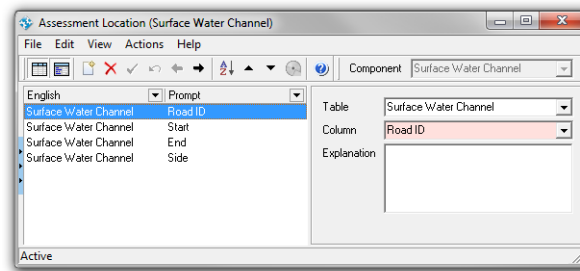 Assessment Location (Surface Water Channel)
File Edit View Actions Help
Component Surface Water Channel
English Prompt
Surface Water Channel Road ID
Surface Water Channel Start
Surface Water Channel End
Surface Water Channel Side
Table Surface Water Channel
Column Road ID
Explanation
Active